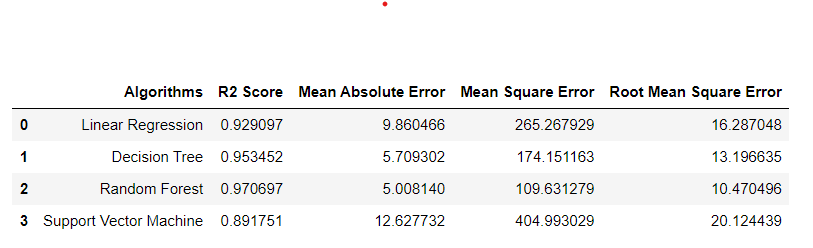 Algorithms R2 Score Mean Absolute Error Mean Square Error Root Mean Square Error
0 Linear Regression 0.929097 9.860466 265.267929 16.287048
1 Decision Tree 0.953452 5.709302 174.151163 13.196635
2 Random Forest 0.970697 5.008140 109.631279 10.470496
3 Support Vector Machine 0.891751 12.627732 404.993029 20.124439